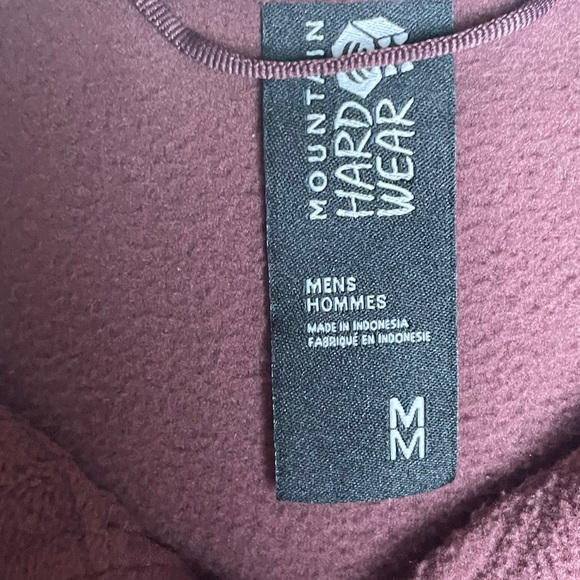 MOUNTAIN
HARD
WEAR
MENS
HOMMES
MADE IN INDONESIA
FABRIQUÉ EN INDONESIE
M
M